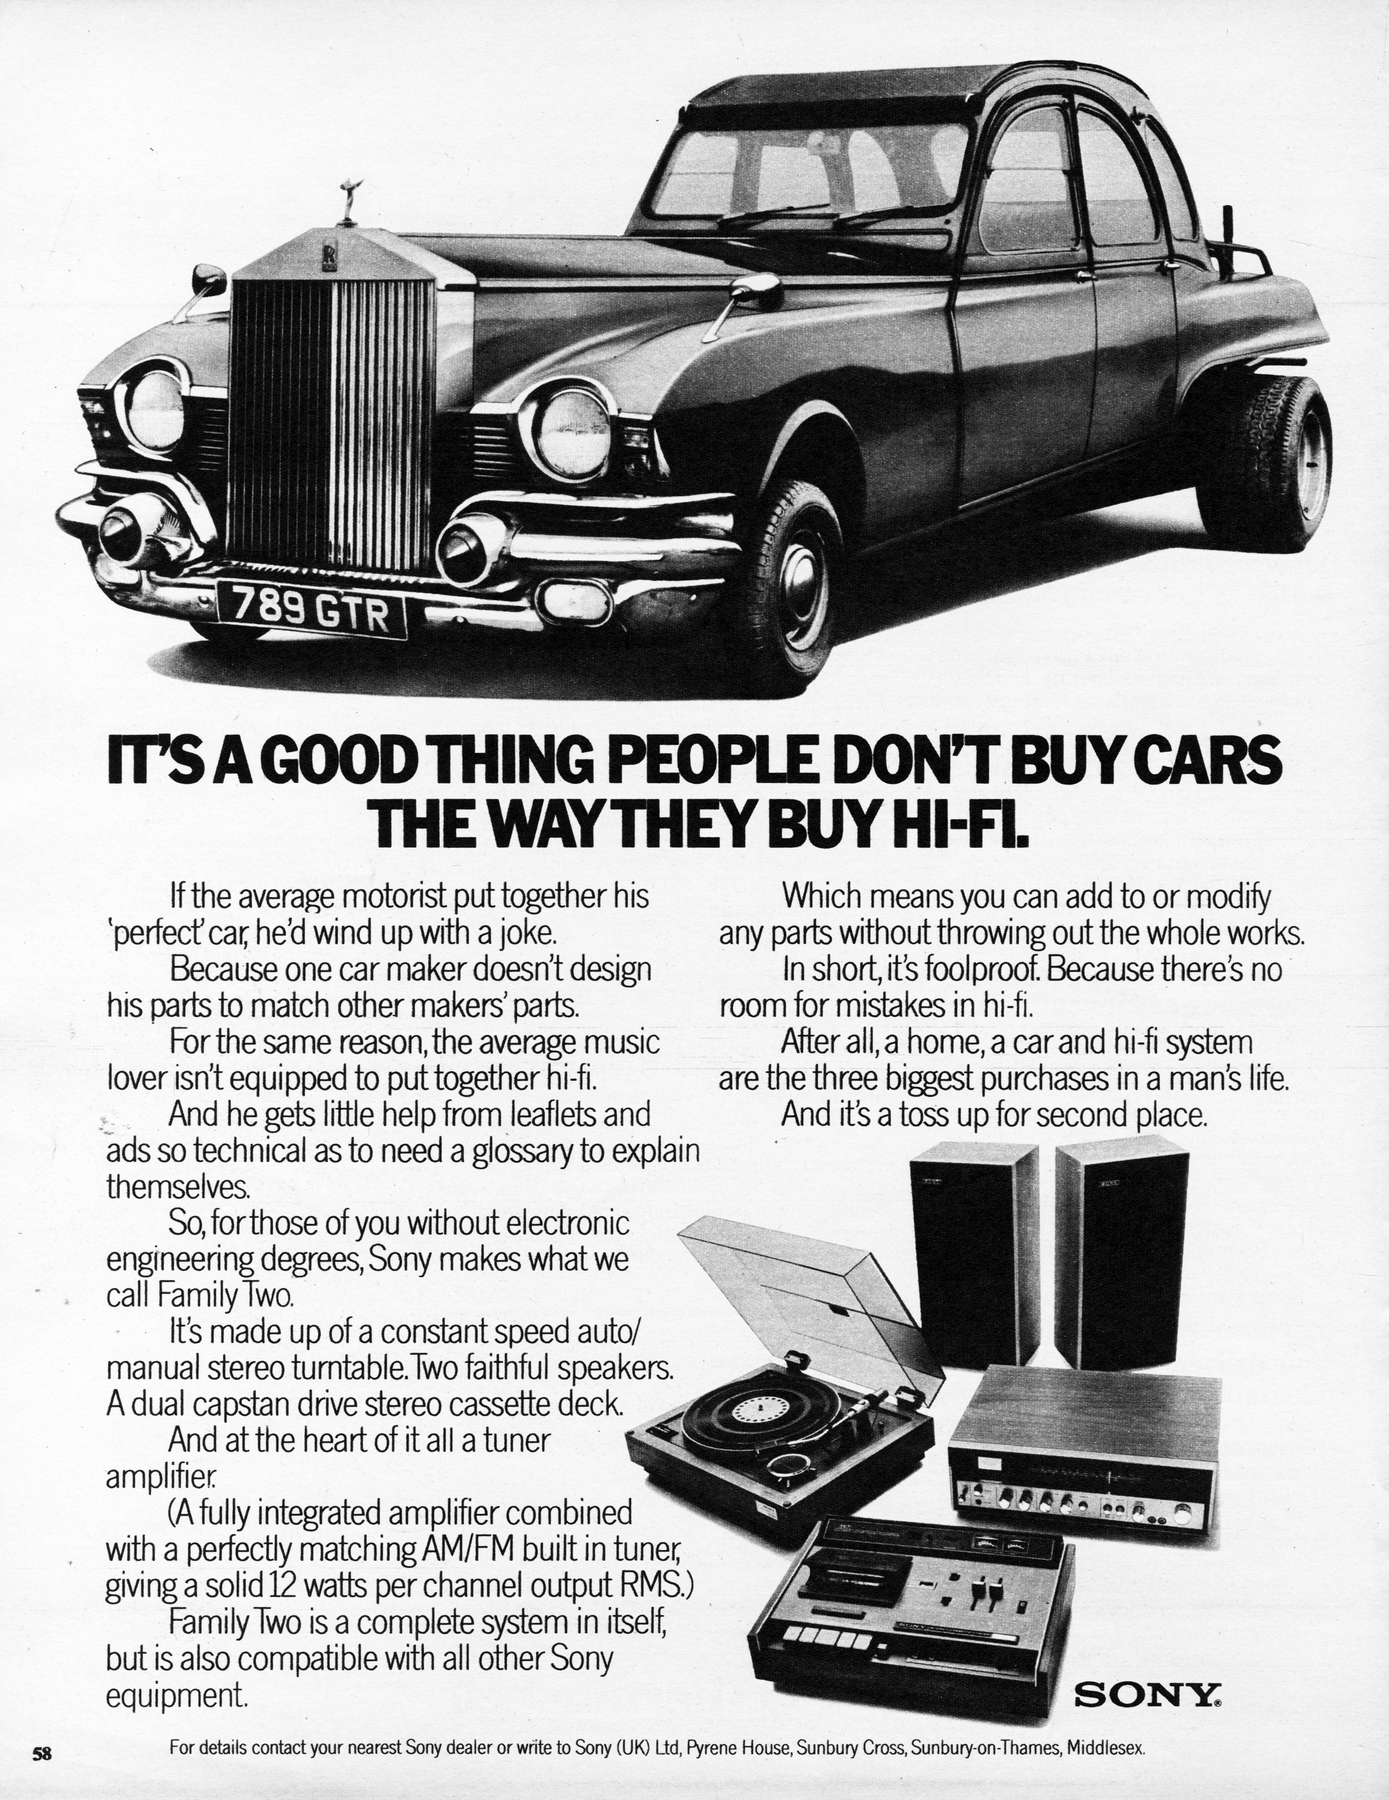 789 GTR
IT'S A GOOD THING PEOPLE DON'T BUY CARS
THE WAY THEY BUY HI-FI.
If the average motorist put together his
'perfect' car, he'd wind up with a joke.
Because one car maker doesn't design
his parts to match other makers' parts.
For the same reason, the average music
lover isn't equipped to put together hi-fi.
And he gets little help from leaflets and
ads so technical as to need a glossary to explain
themselves.
So, for those of you without electronic
engineering degrees, Sony makes what we
call Family Two.
It's made up of a constant speed auto/
manual stereo turntable. Two faithful speakers.
A dual capstan drive stereo cassette deck.
And at the heart of it all a tuner
amplifier.
(A fully integrated amplifier combined
with a perfectly matching AM/FM built in tuner,
giving a solid 12 watts per channel output RMS.)
Family Two is a complete system in itself,
but is also compatible with all other Sony
equipment.
Which means you can add to or modify
any parts without throwing out the whole works.
In short, it's foolproof. Because there's no
room for mistakes in hi-fi.
After all, a home, a car and hi-fi system
are the three biggest purchases in a man's life.
And it's a toss up for second place.
SONY
SONY
SONY
SONY®
58
For details contact your nearest Sony dealer or write to Sony (UK) Ltd, Pyrene House, Sunbury Cross, Sunbury-on-Thames, Middlesex.